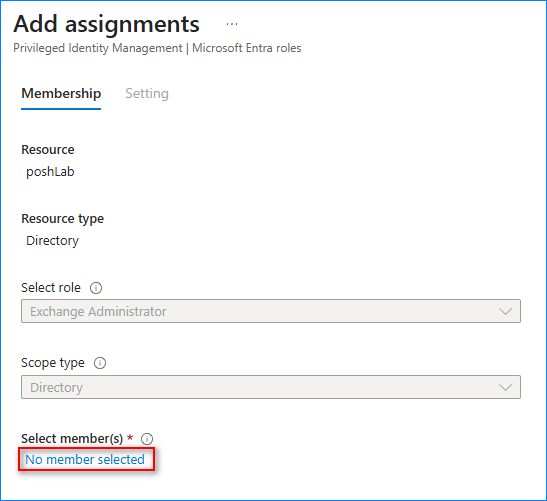 Add assignments ...
Privileged Identity Management | Microsoft Entra roles
Membership Setting
Resource
poshLab
Resource type
Directory
Select role
Exchange Administrator
Scope type
Directory
Select member(s) *
No member selected